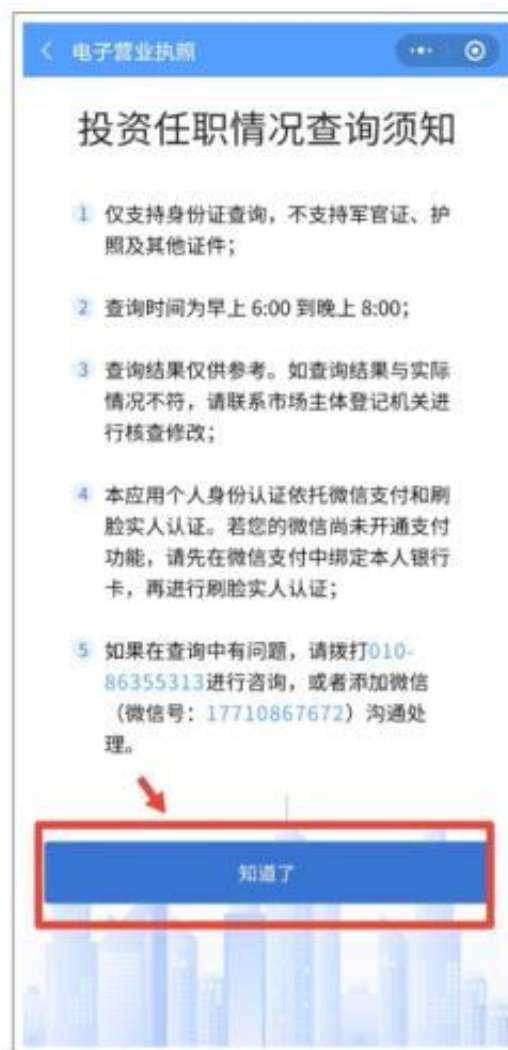 电子营业执照
投资任职情况查询须知
1 仅支持身份证查询，不支持军官证、护
照及其他证件；
2 查询时间为早上 6:00 到晚上 8:00；
3 查询结果仅供参考。如查询结果与实际
情况不符，请联系市场主体登记机关进
行核查修改；
4 本应用个人身份认证依托微信支付和刷
脸实人认证。若您的微信尚未开通支付
功能，请先在微信支付中绑定本人银行
卡，再进行刷脸实人认证；
5 如果在查询中有问题，请拨打010-
86355313进行咨询，或者添加微信
（微信号：17710867672）沟通处
理。
知道了